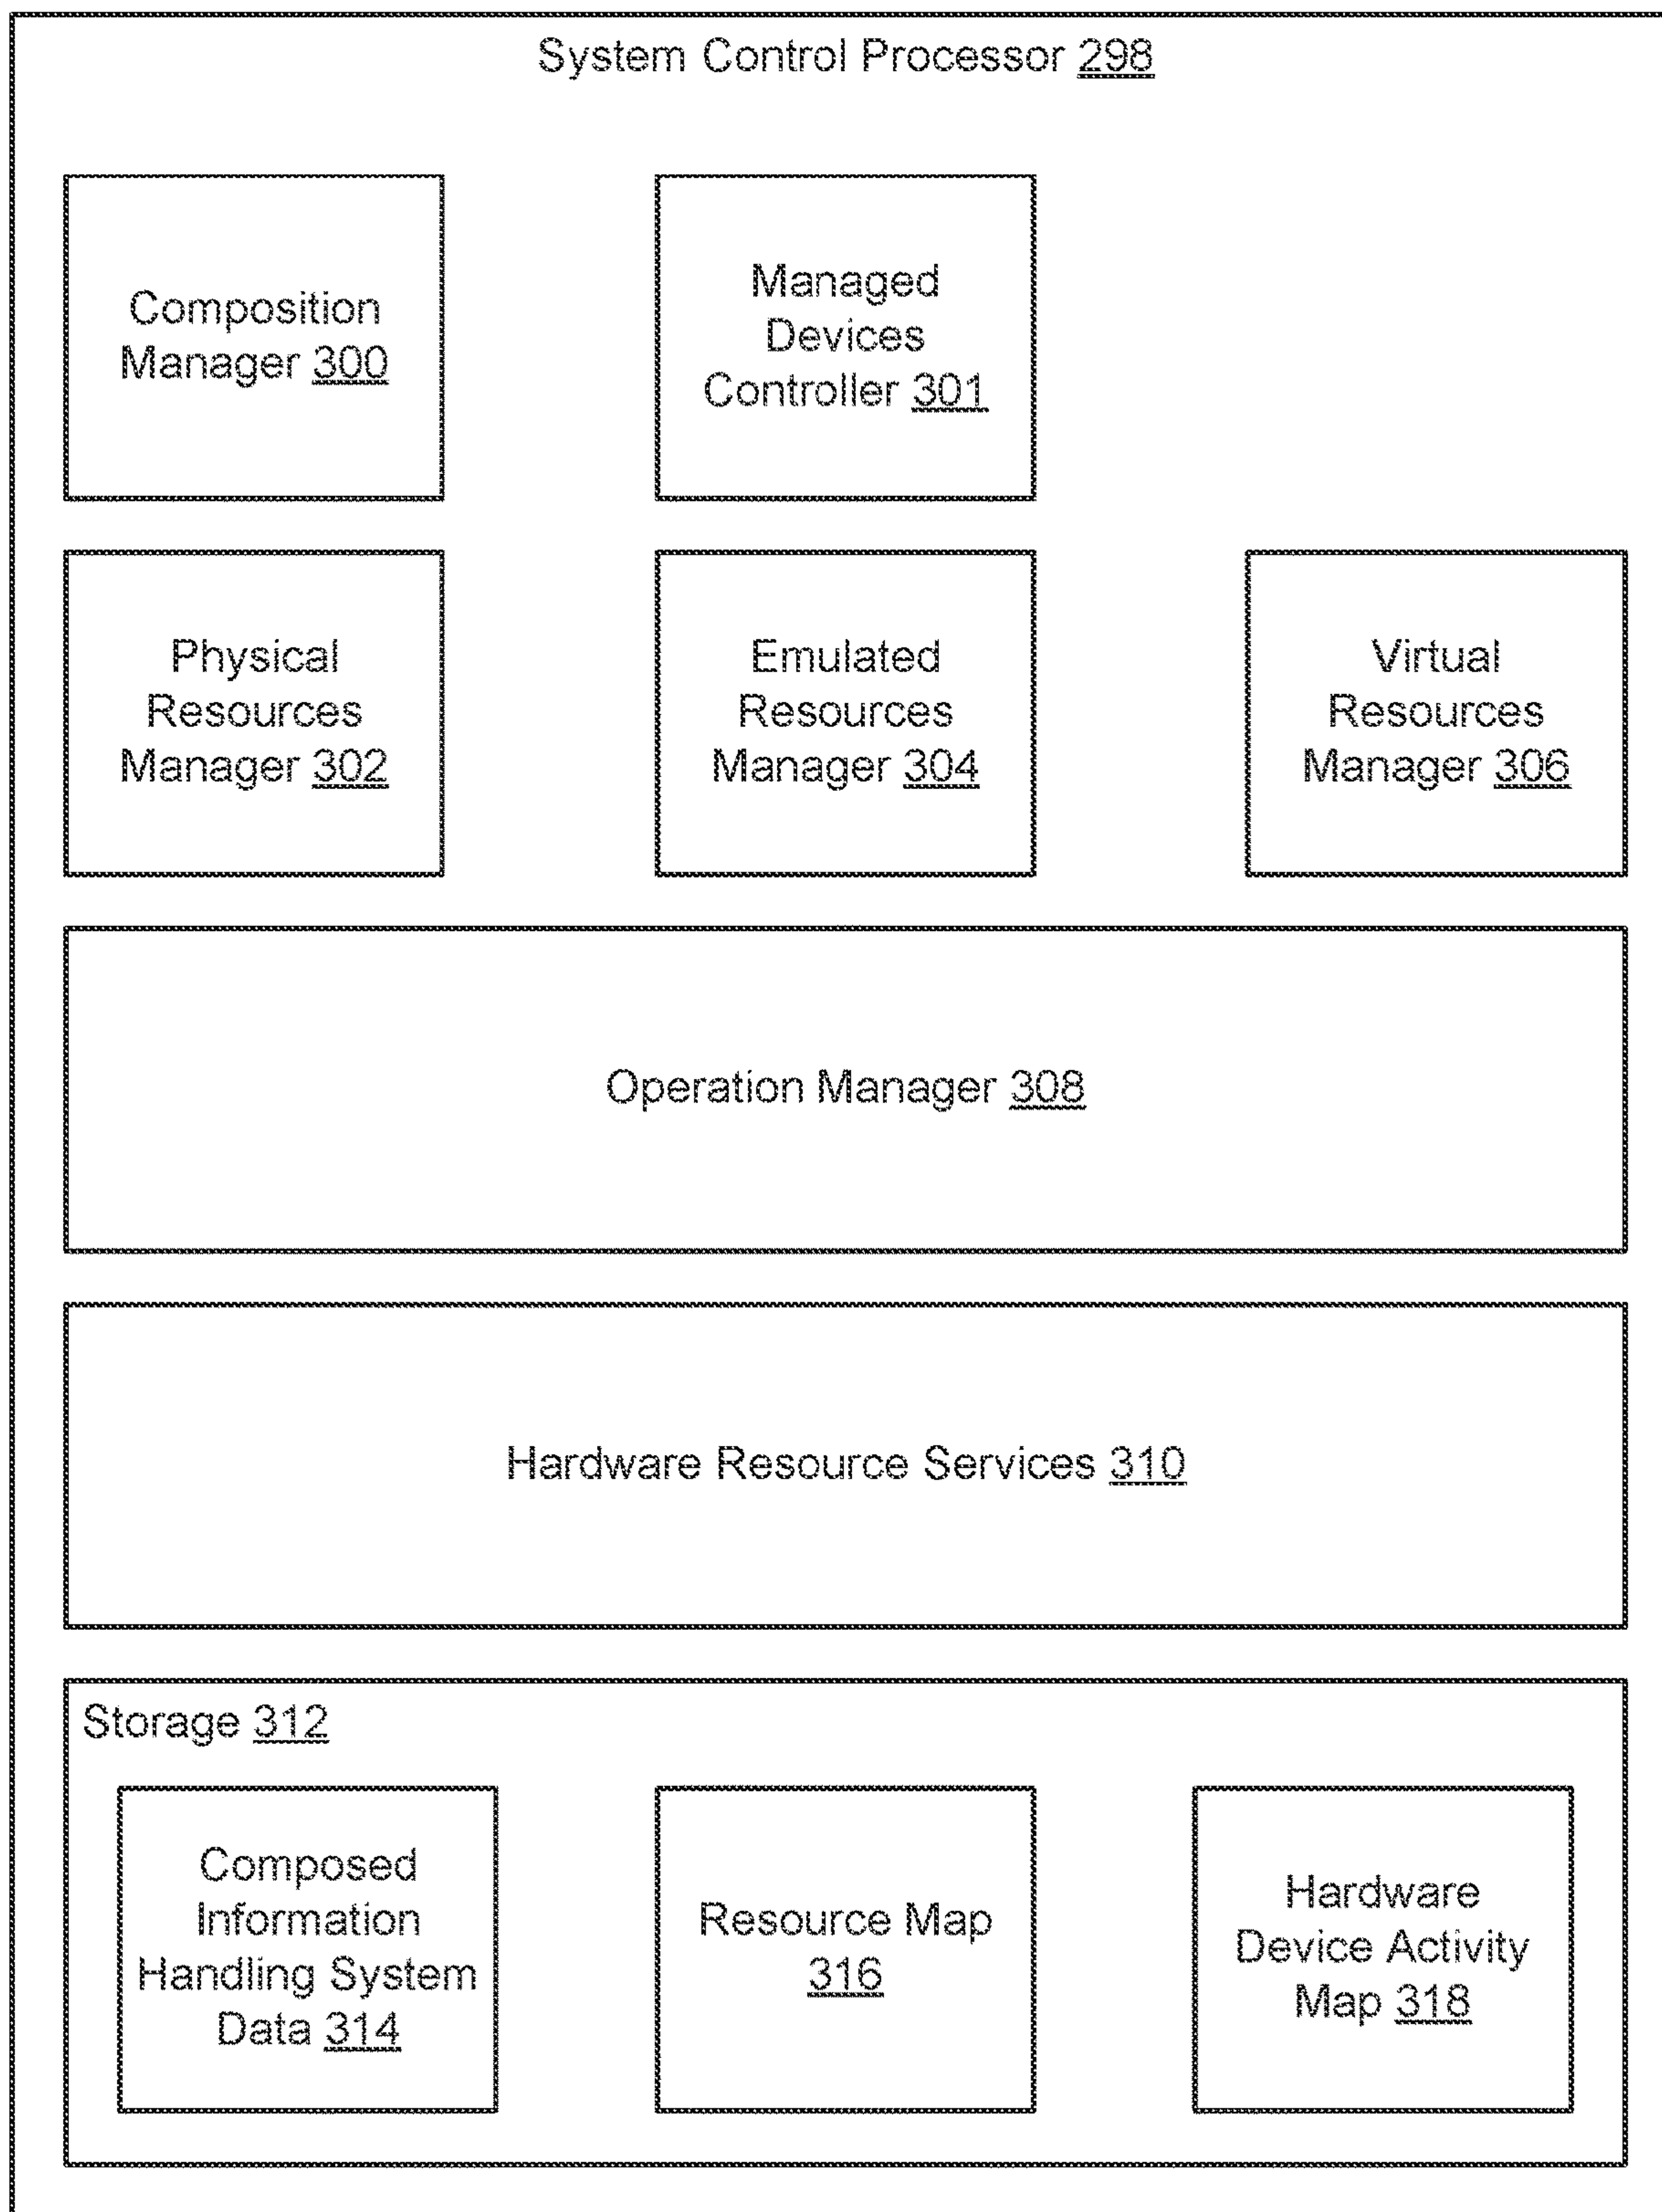 System Control Processor 298
Composition
Manager 300
Managed
Devices
Controller 301
Physical
Resources
Manager 302
Emulated
Resources
Manager 304
Virtual
Resources
Manager 306
Operation Manager 308
Hardware Resource Services 310
Storage 312
Composed
Information
Handling System
Data 314
Resource Map
316
Hardware
Device Activity
Map 318